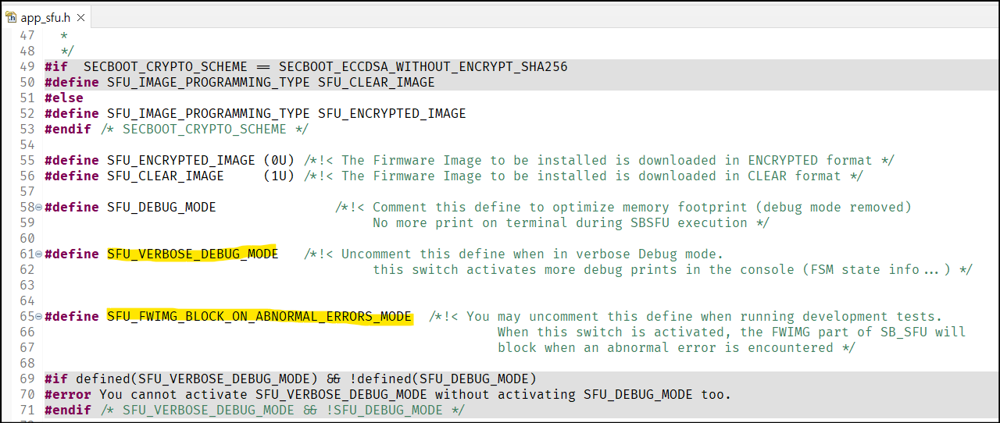 app_sfu.h
47 *
48 */
49 #if SECBOOT_CRYPTO_SCHEME == SECBOOT_ECCDSA_WITHOUT_ENCRYPT_SHA256
50 #define SFU_IMAGE_PROGRAMMING_TYPE SFU_CLEAR_IMAGE
51 #else
52 #define SFU_IMAGE_PROGRAMMING_TYPE SFU_ENCRYPTED_IMAGE
53 #endif /* SECBOOT_CRYPTO_SCHEME */
54
55 #define SFU_ENCRYPTED_IMAGE (0U) /*!< The Firmware Image to be installed is downloaded in ENCRYPTED format */
56 #define SFU_CLEAR_IMAGE (1U) /*!< The Firmware Image to be installed is downloaded in CLEAR format */
57
58 #define SFU_DEBUG_MODE /*!< Comment this define to optimize memory footprint (debug mode removed)
59 No more print on terminal during SBSFU execution */
60
61 #define SFU_VERBOSE_DEBUG_MODE /*!< Uncomment this define when in verbose Debug mode.
62 this switch activates more debug prints in the console (FSM state info...) */
63
64
65 #define SFU_FWIMG_BLOCK_ON_ABNORMAL_ERRORS_MODE /*!< You may uncomment this define when running development tests.
66 When this switch is activated, the FWIMG part of SB_SFU will
67 block when an abnormal error is encountered */
68
69 #if defined(SFU_VERBOSE_DEBUG_MODE) && !defined(SFU_DEBUG_MODE)
70 #error You cannot activate SFU_VERBOSE_DEBUG_MODE without activating SFU_DEBUG_MODE too.
71 #endif /* SFU_VERBOSE_DEBUG_MODE && !SFU_DEBUG_MODE */